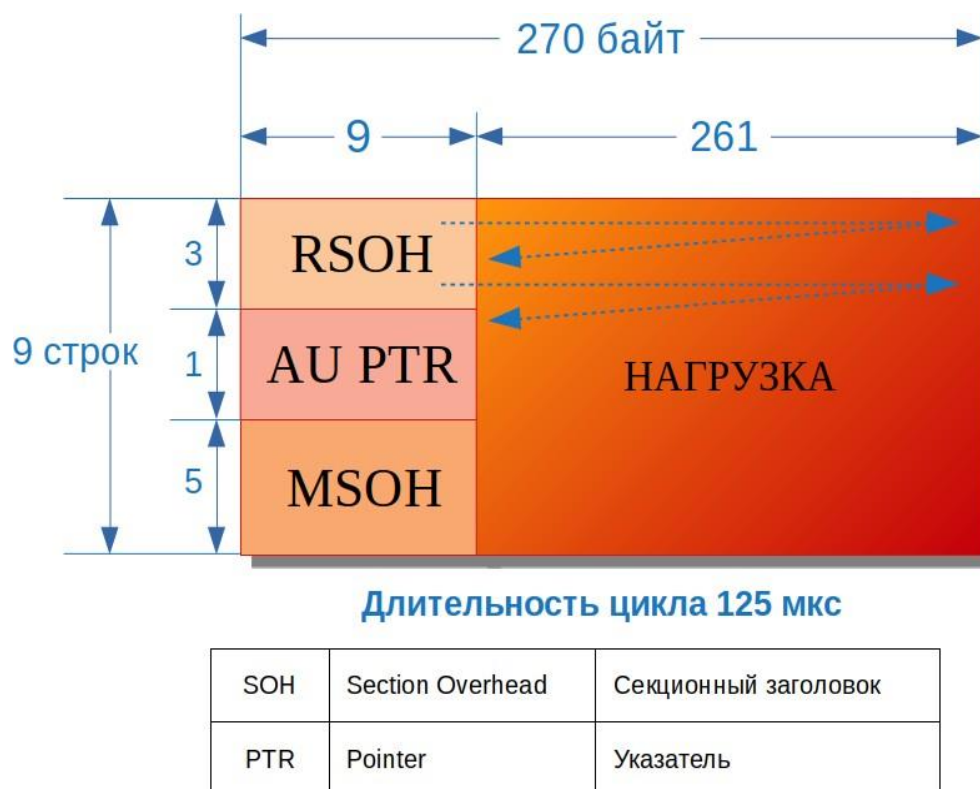 270 байт
9
261
3
RSOH
9 строк
1
AU PTR
НАГРУЗКА
5
MSOH
Длительность цикла 125 мкс
SOH Section Overhead Секционный заголовок
PTR Pointer Указатель